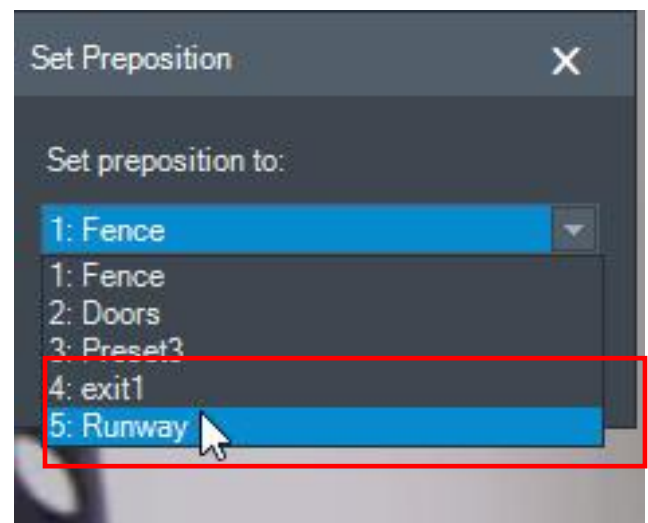 Set Preposition
Set preposition to:
1: Fence
1: Fence
2: Doors
3: Preset3
4: exit1
5: Runway